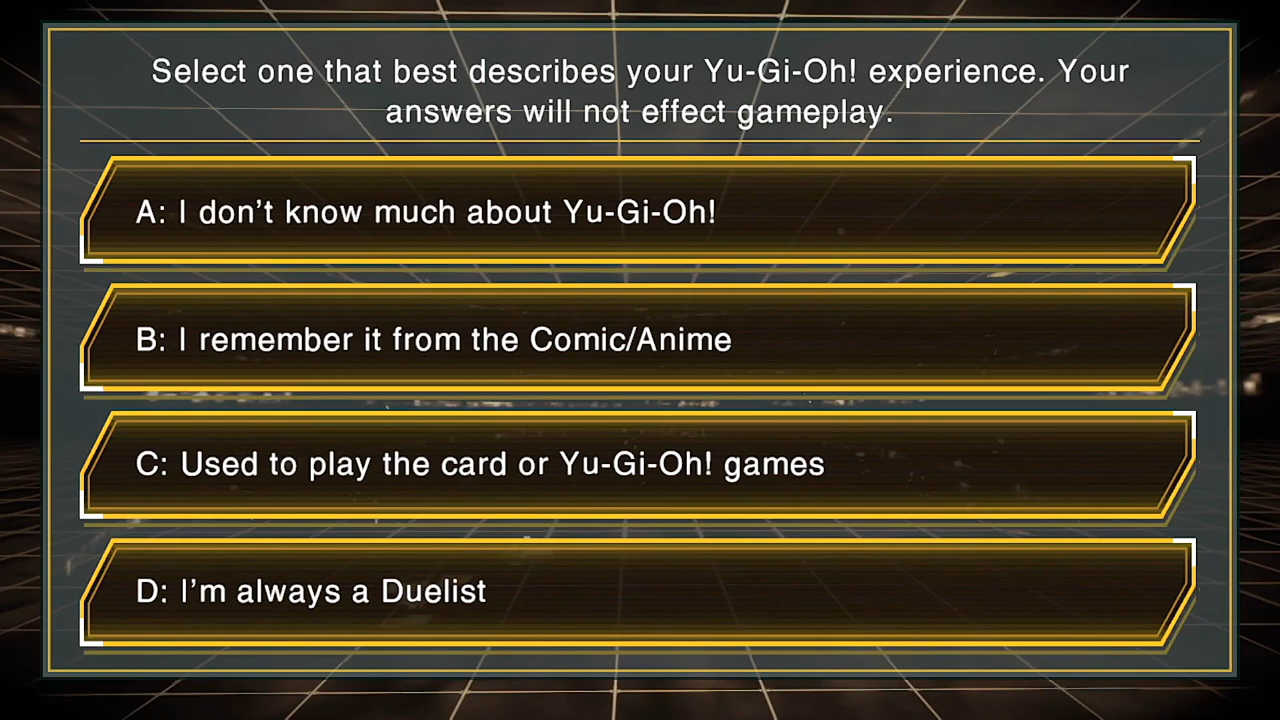 Select one that best describes your Yu-Gi-Oh! experience. Your
answers will not effect gameplay.
A: I don’t know much about Yu-Gi-Oh!
B: I remember it from the Comic/Anime
C: Used to play the card or Yu-Gi-Oh! games
D: I’m always a Duelist